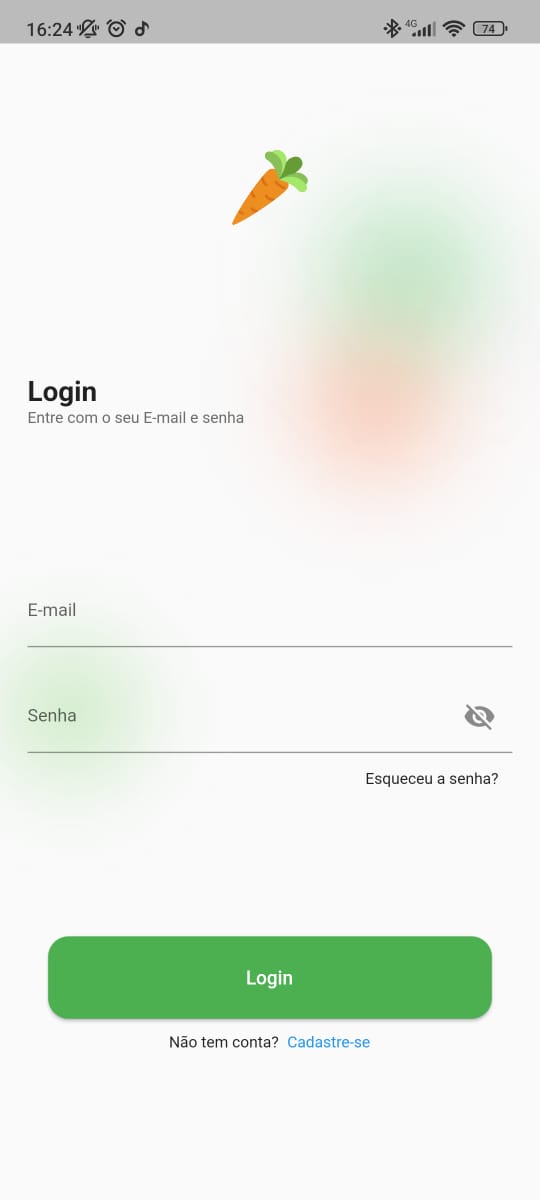 16:24 4G 74
Login
Entre com o seu E-mail e senha
E-mail
Senha
Esqueceu a senha?
Login
Não tem conta? Cadastre-se